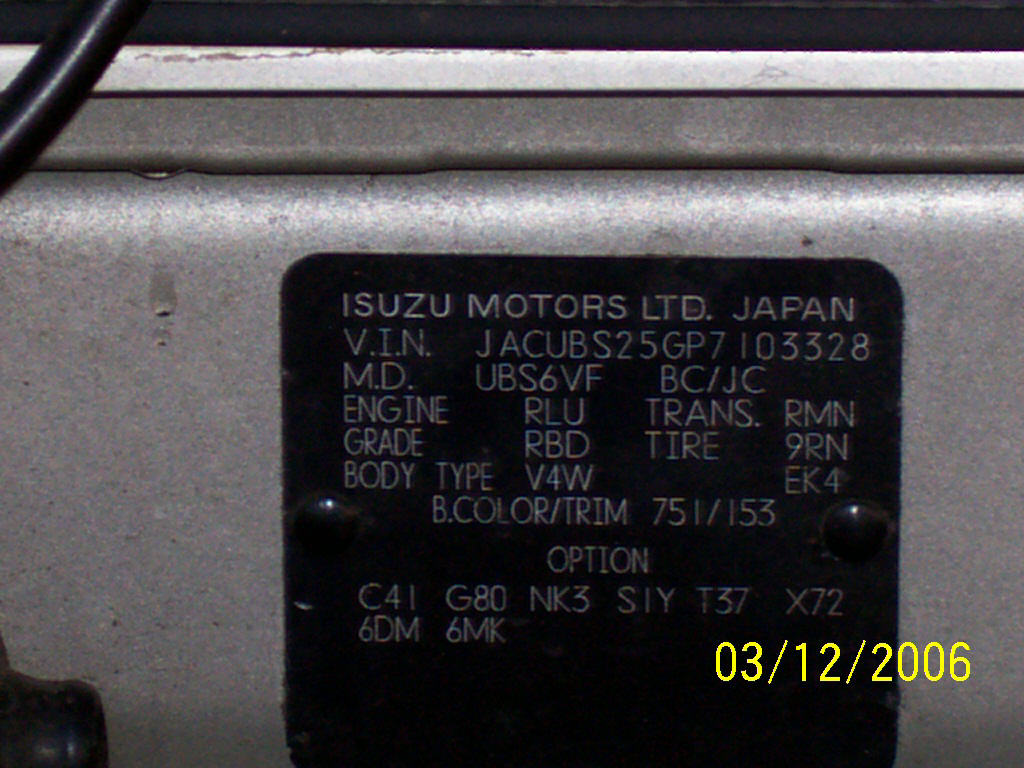 ISUZU MOTORS LTD. JAPAN
V.I.N. JACUBS25GP7103328
M.D. UBS6VF BC/JC
ENGINE RLU TRANS. RMN
GRADE RBD TIRE 9RN
BODY TYPE V4W EK4
B.COLOR/TRIM 751/153
OPTION
C41 G80 NK3 S1Y T37 X72
6DM 6MK
03/12/2006